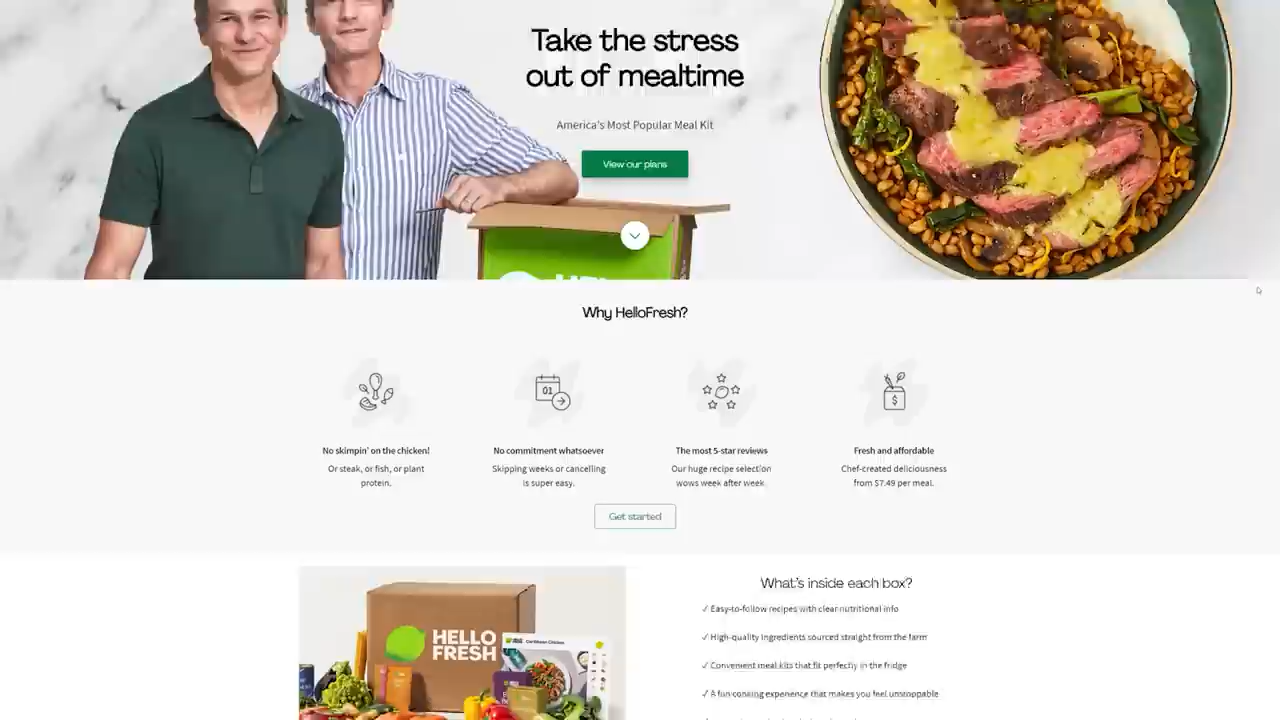 Take the stress
out of mealtime
America's Most Popular Meal Kit
View our plans
Why HelloFresh?
01
$
No skimpin' on the chicken!
Or steak, or fish, or plant
protein.
No commitment whatsoever
Skipping weeks or cancelling
is super easy.
The most 5-star reviews
Our huge recipe selection
wows week after week.
Fresh and affordable
Chef-created deliciousness
from $7.49 per meal.
Get started
HELLO
FRESH
What's inside each box?
✓ Easy-to-follow recipes with clear nutritional info
✓ High-quality ingredients sourced straight from the farm
✓ Convenient meal kits that fit perfectly in the fridge
✓ A fun cooking experience that makes you feel unstoppable